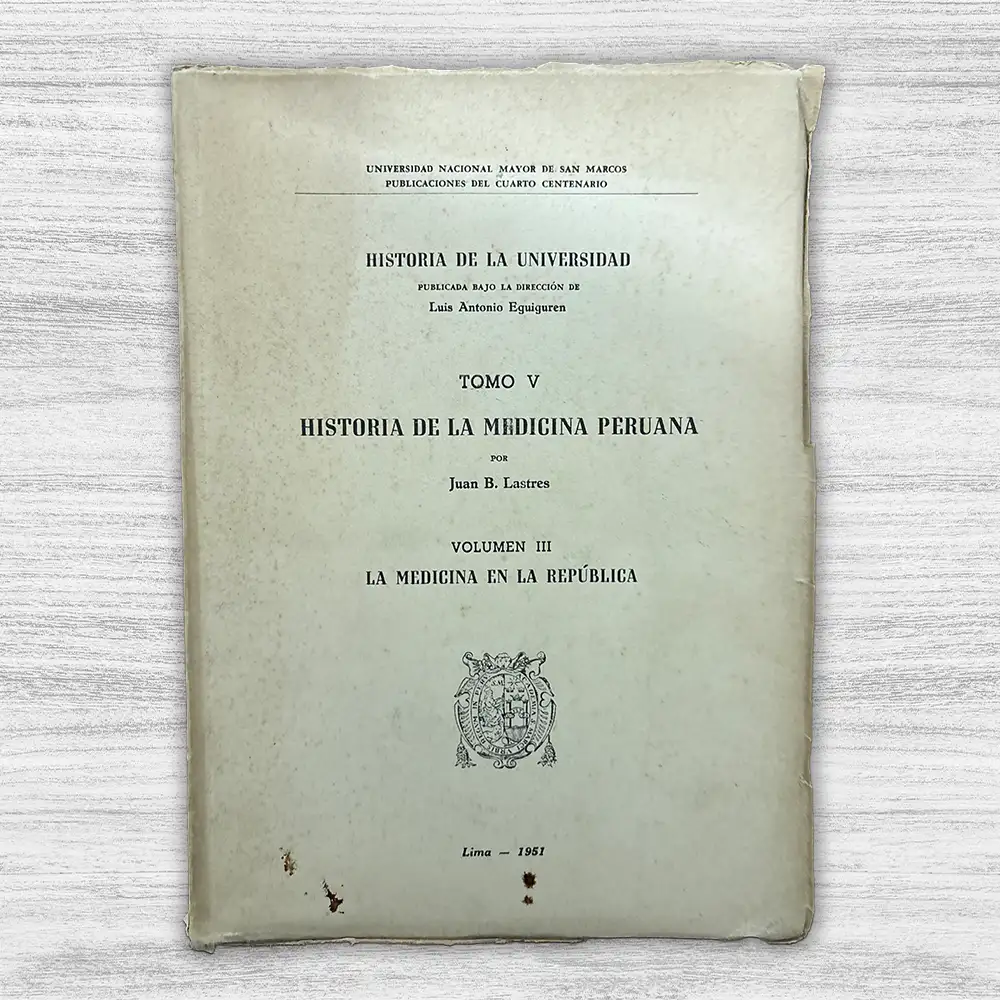 UNIVERSIDAD NACIONAL MAYOR DE SAN MARCOS
PUBLICACIONES DEL CUARTO CENTENARIO
HISTORIA DE LA UNIVERSIDAD
PUBLICADA BAJO LA DIRECCIÓN DE
Luis Antonio Eguiguren
TOMO V
HISTORIA DE LA MEDICINA PERUANA
POR
Juan B. Lastres
VOLUMEN III
LA MEDICINA EN LA REPÚBLICA
Lima — 1951